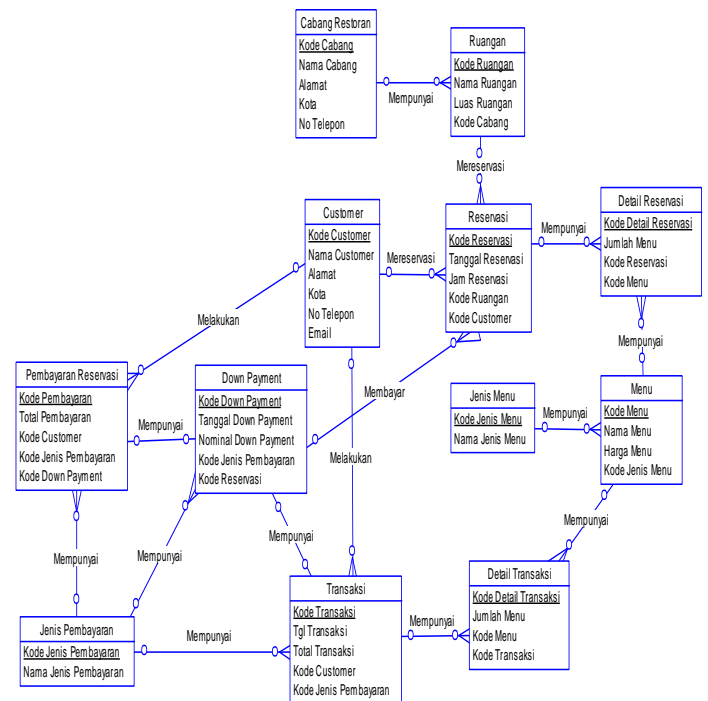 Cabang Restoran
Kode Cabang
Nama Cabang
Alamat
Kota
No Telepon
Mempunyai
Ruangan
Kode Ruangan
Nama Ruangan
Luas Ruangan
Kode Cabang
Mereservasi
Customer
Kode Customer
Nama Customer
Alamat
Kota
No Telepon
Email
Mereservasi
Reservasi
Kode Reservasi
Tanggal Reservasi
Jam Reservasi
Kode Ruangan
Kode Customer
Mempunyai
Detail Reservasi
Kode Detail Reservasi
Jumlah Menu
Kode Reservasi
Kode Menu
Melakukan
Mempunyai
Pembayaran Reservasi
Kode Pembayaran
Total Pembayaran
Kode Customer
Kode Jenis Pembayaran
Kode Down Payment
Mempunyai
Down Payment
Kode Down Payment
Tanggal Down Payment
Nominal Down Payment
Kode Jenis Pembayaran
Kode Reservasi
Membayar
Jenis Menu
Kode Jenis Menu
Nama Jenis Menu
Mempunyai
Menu
Kode Menu
Nama Menu
Harga Menu
Kode Jenis Menu
Melakukan
Mempunyai
Mempunyai
Mempunyai
Mempunyai
Jenis Pembayaran
Kode Jenis Pembayaran
Nama Jenis Pembayaran
Mempunyai
Transaksi
Kode Transaksi
Tgl Transaksi
Total Transaksi
Kode Customer
Kode Jenis Pembayaran
Mempunyai
Detail Transaksi
Kode Detail Transaksi
Jumlah Menu
Kode Menu
Kode Transaksi